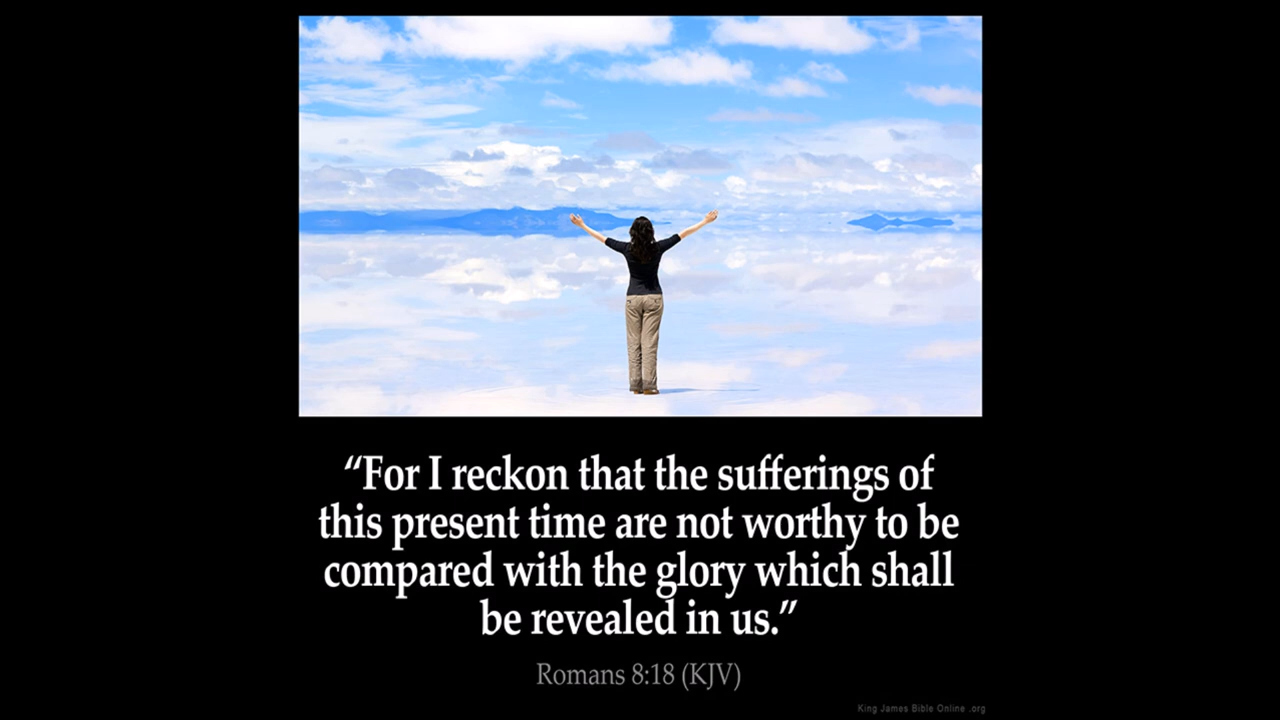 “For I reckon that the sufferings of
this present time are not worthy to be
compared with the glory which shall
be revealed in us.”
Romans 8:18 (KJV)
King James Bible Online .org